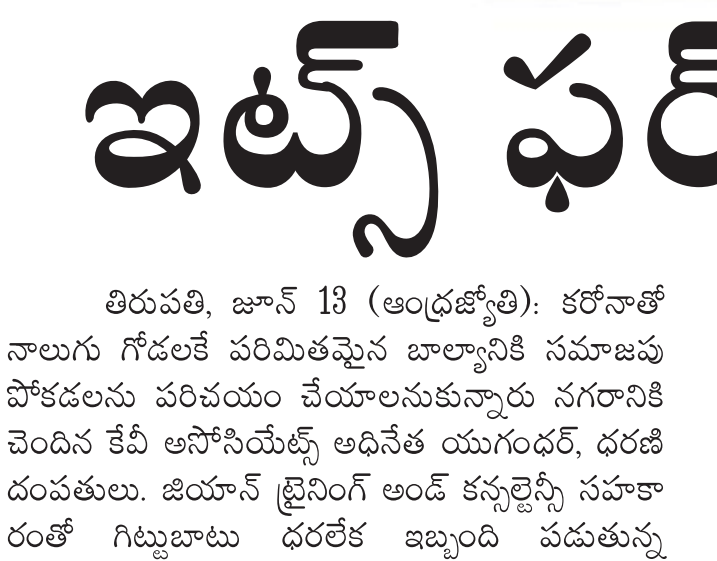 ఇట్స్ ఫర్
తిరుపతి, జూన్ 13 (ఆంధ్రజ్యోతి): కరోనాతో
నాలుగు గోడలకే పరిమితమైన బాల్యానికి సమాజపు
పోకడలను పరిచయం చేయాలనుకున్నారు నగరానికి
చెందిన కేవీ అసోసియేట్స్ అధినేత యుగంధర్, ధరణి
దంపతులు. జియాన్ ట్రైనింగ్ అండ్ కన్సల్టెన్సీ సహకా
రంతో గిట్టుబాటు ధరలేక ఇబ్బంది పడుతున్న